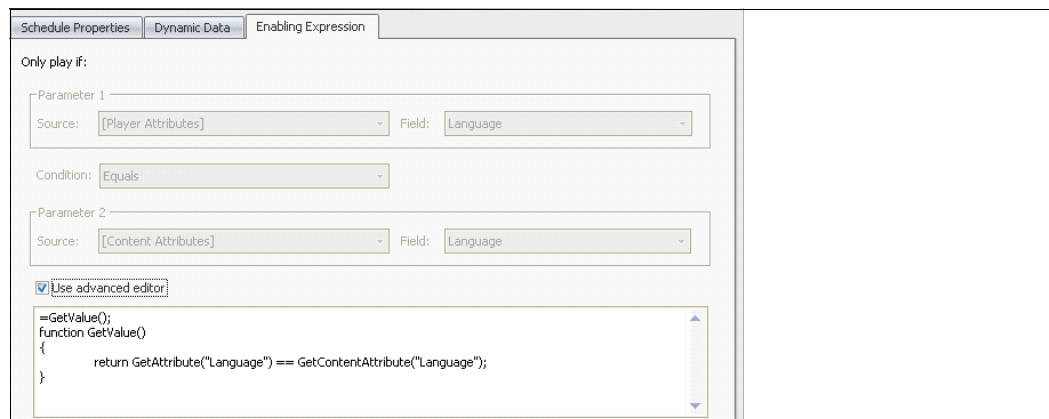 Schedule Properties Dynamic Data Enabling Expression
Only play if:
Parameter 1
Source: [Player Attributes] Field: Language
Condition: Equals
Parameter 2
Source: [Content Attributes] Field: Language
Use advanced editor
=GetValue();
function GetValue()
{
return GetAttribute("Language") == GetContentAttribute("Language");
}